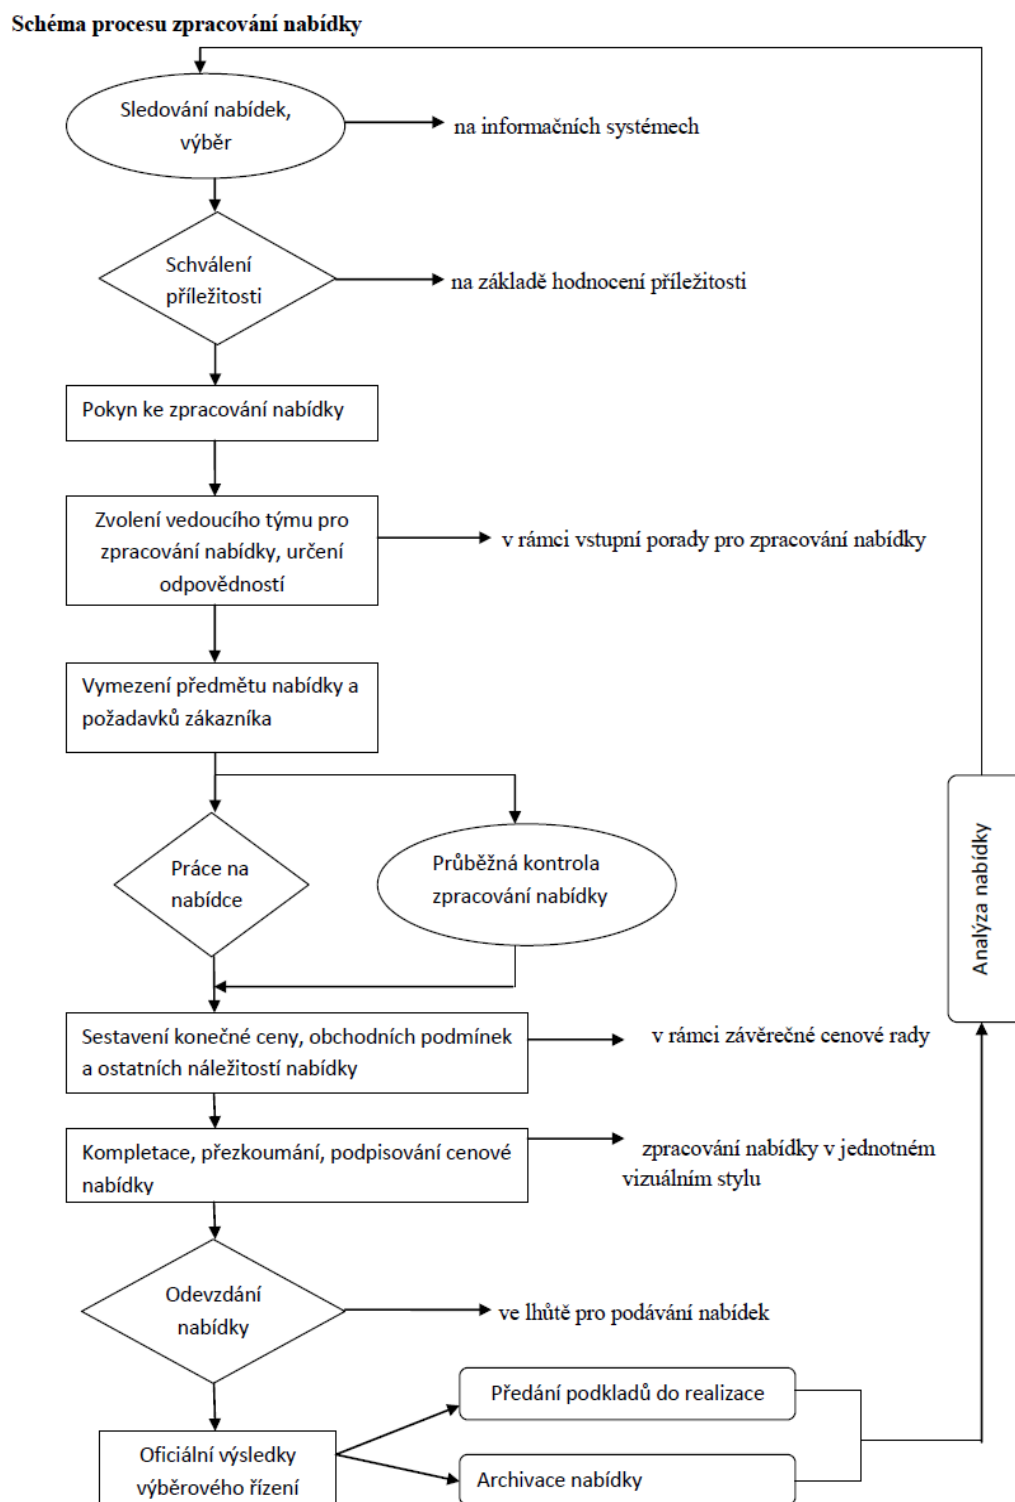 Schéma procesu zpracování nabídky
Sledování nabídek,
výběr
na informačních systémech
Schválení
příležitosti
na základě hodnocení příležitosti
Pokyn ke zpracování nabídky
Zvolení vedoucího týmu pro
zpracování nabídky, určení
odpovědností
v rámci vstupní porady pro zpracování nabídky
Vymezení předmětu nabídky a
požadavků zákazníka
Práce na
nabídce
Průběžná kontrola
zpracování nabídky
Analýza nabídky
Sestavení konečné ceny, obchodních podmínek
a ostatních náležitostí nabídky
v rámci závěrečné cenové rady
Kompletace, přezkoumání, podpisování cenové
nabídky
zpracování nabídky v jednotném
vizuálním stylu
Odevzdání
nabídky
ve lhůtě pro podávání nabídek
Předání podkladů do realizace
Oficiální výsledky
výběrového řízení
Archivace nabídky